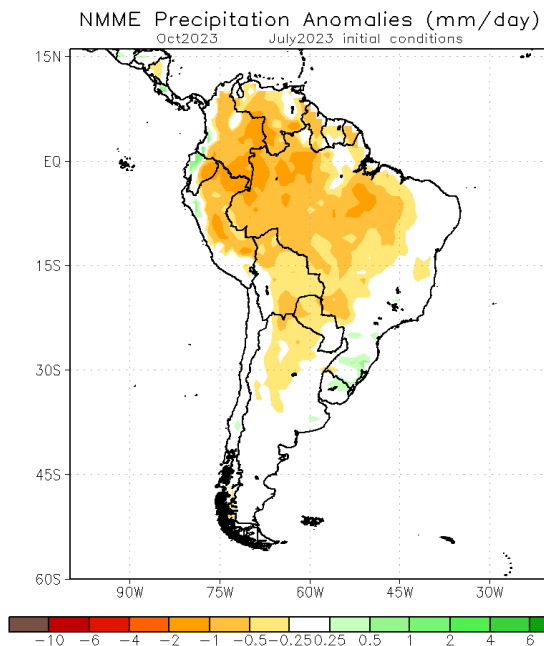 NMME Precipitation Anomalies (mm/day)
Oct2023 July2023 initial conditions
15N
EQ
15S
30S
45S
60S
90W 75W 60W 45W 30W
-10 -6 -4 -2 -1 -0.5 -0.25 0.25 0.5 1 2 4 6